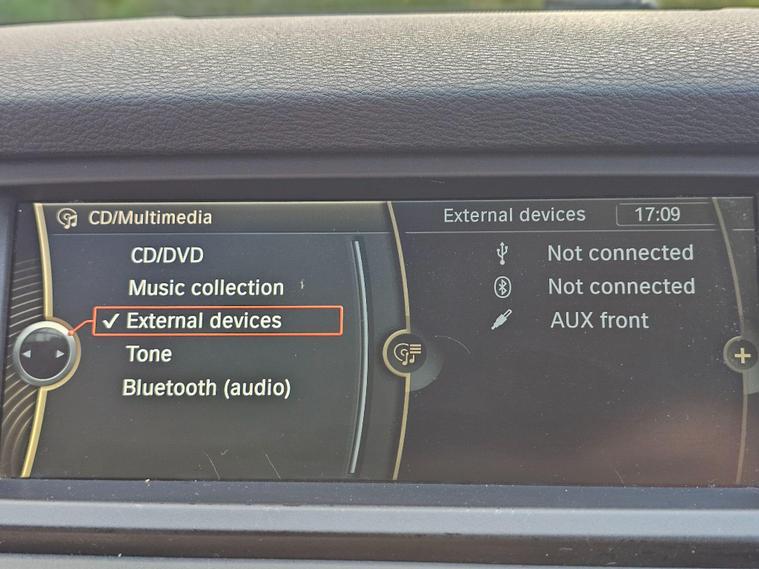 CD/Multimedia
CD/DVD
Music collection
✓ External devices
Tone
Bluetooth (audio)
External devices 17:09
Not connected
Not connected
AUX front